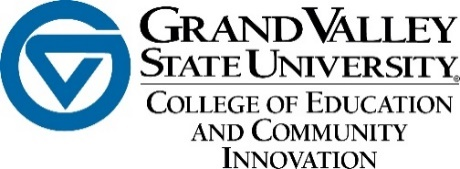 GRAND VALLEY
STATE UNIVERSITY®
COLLEGE OF EDUCATION
AND COMMUNITY
INNOVATION